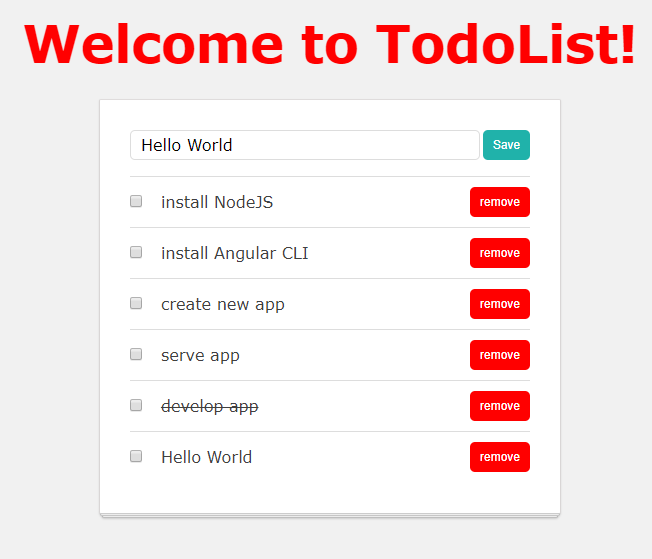 Welcome to TodoList!
Hello World Save
install NodeJS remove
install Angular CLI remove
create new app remove
serve app remove
develop app remove
Hello World remove